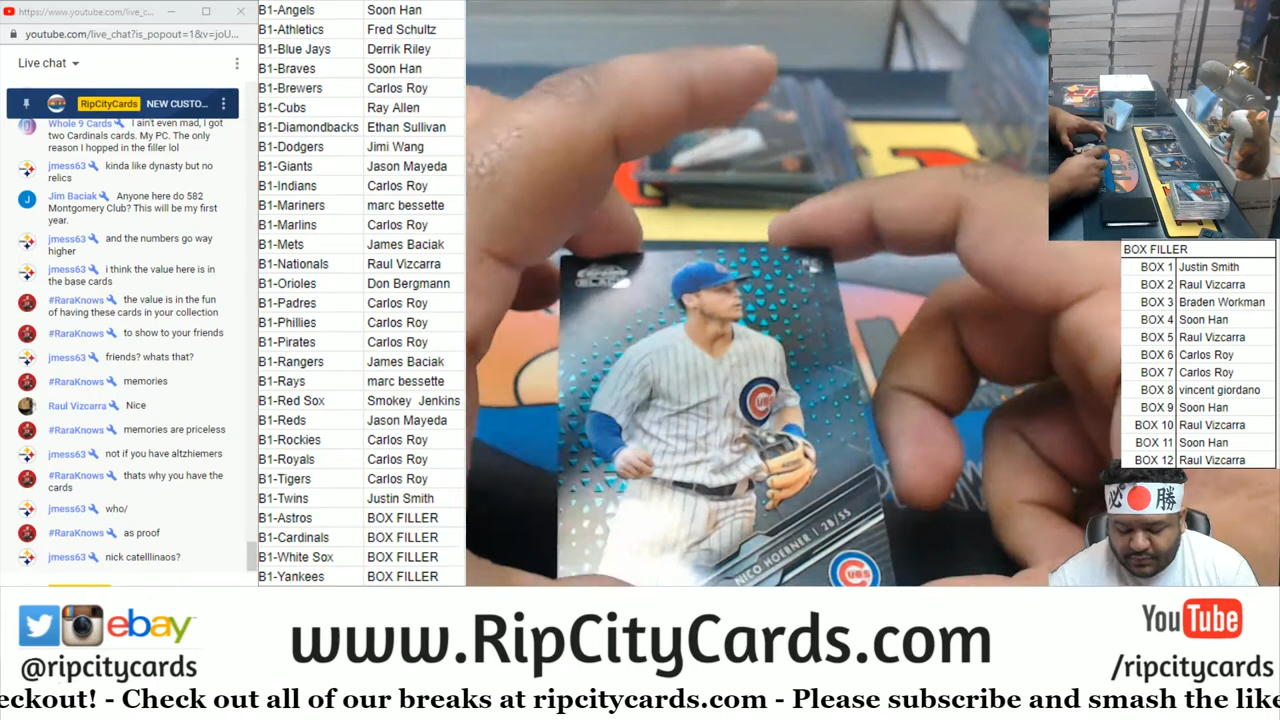 https://www.youtube.com/live_c...
youtube.com/live_chat?is_popout=1&v=joU...
Live chat
RipCityCards NEW CUSTO...
Whole 9 Cards I ain't even mad, I got
two Cardinals cards. My PC. The only
reason I hopped in the filler lol
jmess63 kinda like dynasty but no
relics
Jim Baciak Anyone here do 582
Montgomery Club? This will be my first
year.
jmess63 and the numbers go way
higher
jmess63 i think the value here is in
the base cards
#RaraKnows the value is in the fun
of having these cards in your collection
#RaraKnows to show to your friends
jmess63 friends? whats that?
#RaraKnows memories
Raul Vizcarra Nice
#RaraKnows memories are priceless
jmess63 not if you have altzhiemers
#RaraKnows thats why you have the
cards
jmess63 who/
#RaraKnows as proof
jmess63 nick catelllinaos?
B1-Angels Soon Han
B1-Athletics Fred Schultz
B1-Blue Jays Derrik Riley
B1-Braves Soon Han
B1-Brewers Carlos Roy
B1-Cubs Ray Allen
B1-Diamondbacks Ethan Sullivan
B1-Dodgers Jimi Wang
B1-Giants Jason Mayeda
B1-Indians Carlos Roy
B1-Mariners marc bessette
B1-Marlins Carlos Roy
B1-Mets James Baciak
B1-Nationals Raul Vizcarra
B1-Orioles Don Bergmann
B1-Padres Carlos Roy
B1-Phillies Carlos Roy
B1-Pirates Carlos Roy
B1-Rangers James Baciak
B1-Rays marc bessette
B1-Red Sox Smokey Jenkins
B1-Reds Jason Mayeda
B1-Rockies Carlos Roy
B1-Royals Carlos Roy
B1-Tigers Carlos Roy
B1-Twins Justin Smith
B1-Astros BOX FILLER
B1-Cardinals BOX FILLER
B1-White Sox BOX FILLER
B1-Yankees BOX FILLER
CUBS
NICO HOERNER | 28/55
CUBS
BOX FILLER
BOX 1 Justin Smith
BOX 2 Raul Vizcarra
BOX 3 Braden Workman
BOX 4 Soon Han
BOX 5 Raul Vizcarra
BOX 6 Carlos Roy
BOX 7 Carlos Roy
BOX 8 vincent giordano
BOX 9 Soon Han
BOX 10 Raul Vizcarra
BOX 11 Soon Han
BOX 12 Raul Vizcarra
必 勝
ebay
@ripcitycards
www.RipCityCards.com
YouTube
/ripcitycards
eckout! - Check out all of our breaks at ripcitycards.com - Please subscribe and smash the like